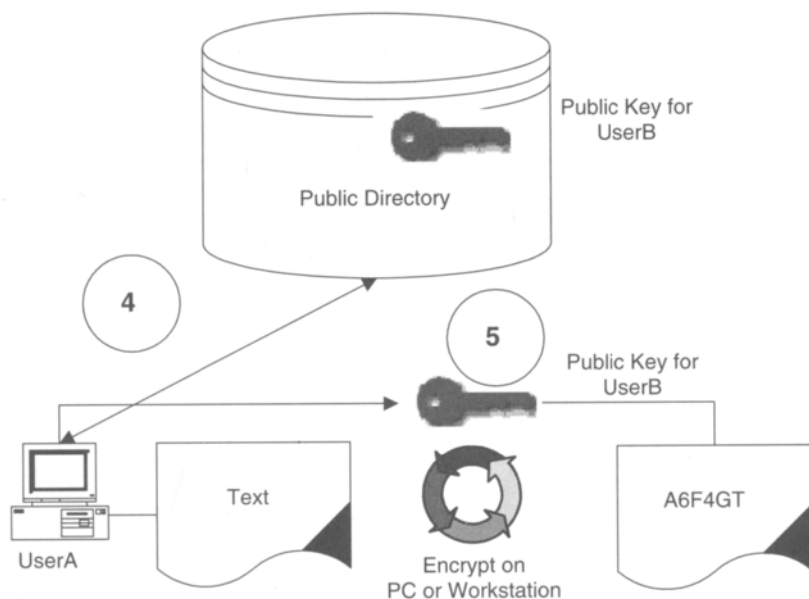 Public Key for
UserB
Public Directory
4
5
Public Key for
UserB
Text
A6F4GT
UserA
Encrypt on
PC or Workstation